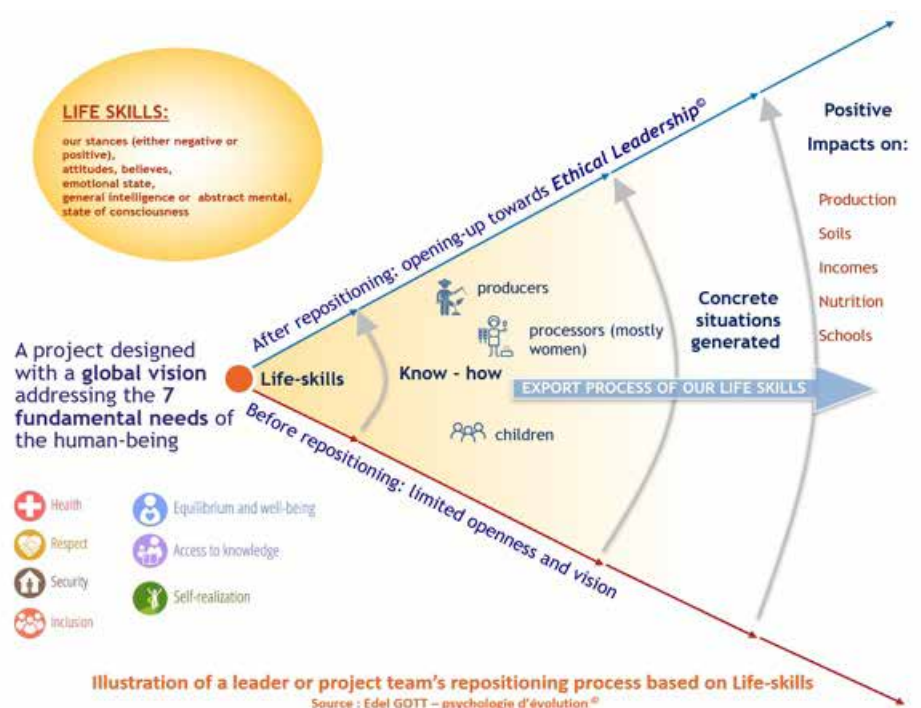 LIFE SKILLS:
our stances (either negative or
positive),
attitudes, believes,
emotional state,
general intelligence or abstract mental,
state of consciousness
After repositioning: opening-up towards Ethical Leadership©
Positive
Impacts on:
Production
Soils
Incomes
Nutrition
Schools
producers
processors (mostly
women)
Concrete
situations
generated
A project designed
with a global vision
addressing the 7
fundamental needs of
the human-being
Life-skills
Know - how
EXPORT PROCESS OF OUR LIFE SKILLS
children
Before repositioning: limited openness and vision
Health
Respect
Security
Inclusion
Equilibrium and well-being
Access to knowledge
Self-realization
Illustration of a leader or project team's repositioning process based on Life-skills
Source : Edel GOTT – psychologie d'évolution©